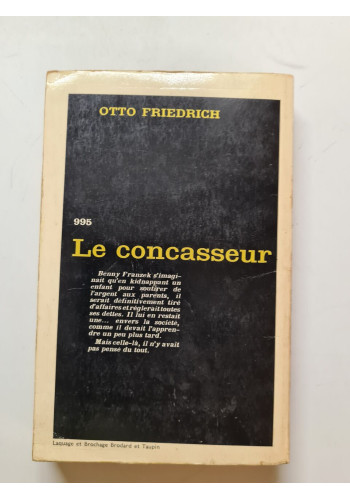 OTTO FRIEDRICH
995
Le concasseur
Benny Franzek s'imagi-
nait qu'en kidnappant un
enfant pour soutirer de
l'argent aux parents, il
serait définitivement tiré
d'affaires et règlerait toutes
ses dettes. Il lui en restait
une... envers la société,
comme il devait l'appren-
dre un peu plus tard.
Mais celle-là, il n'y avait
pas pensé du tout.
Laquage et Brochage Brodard et Taupin